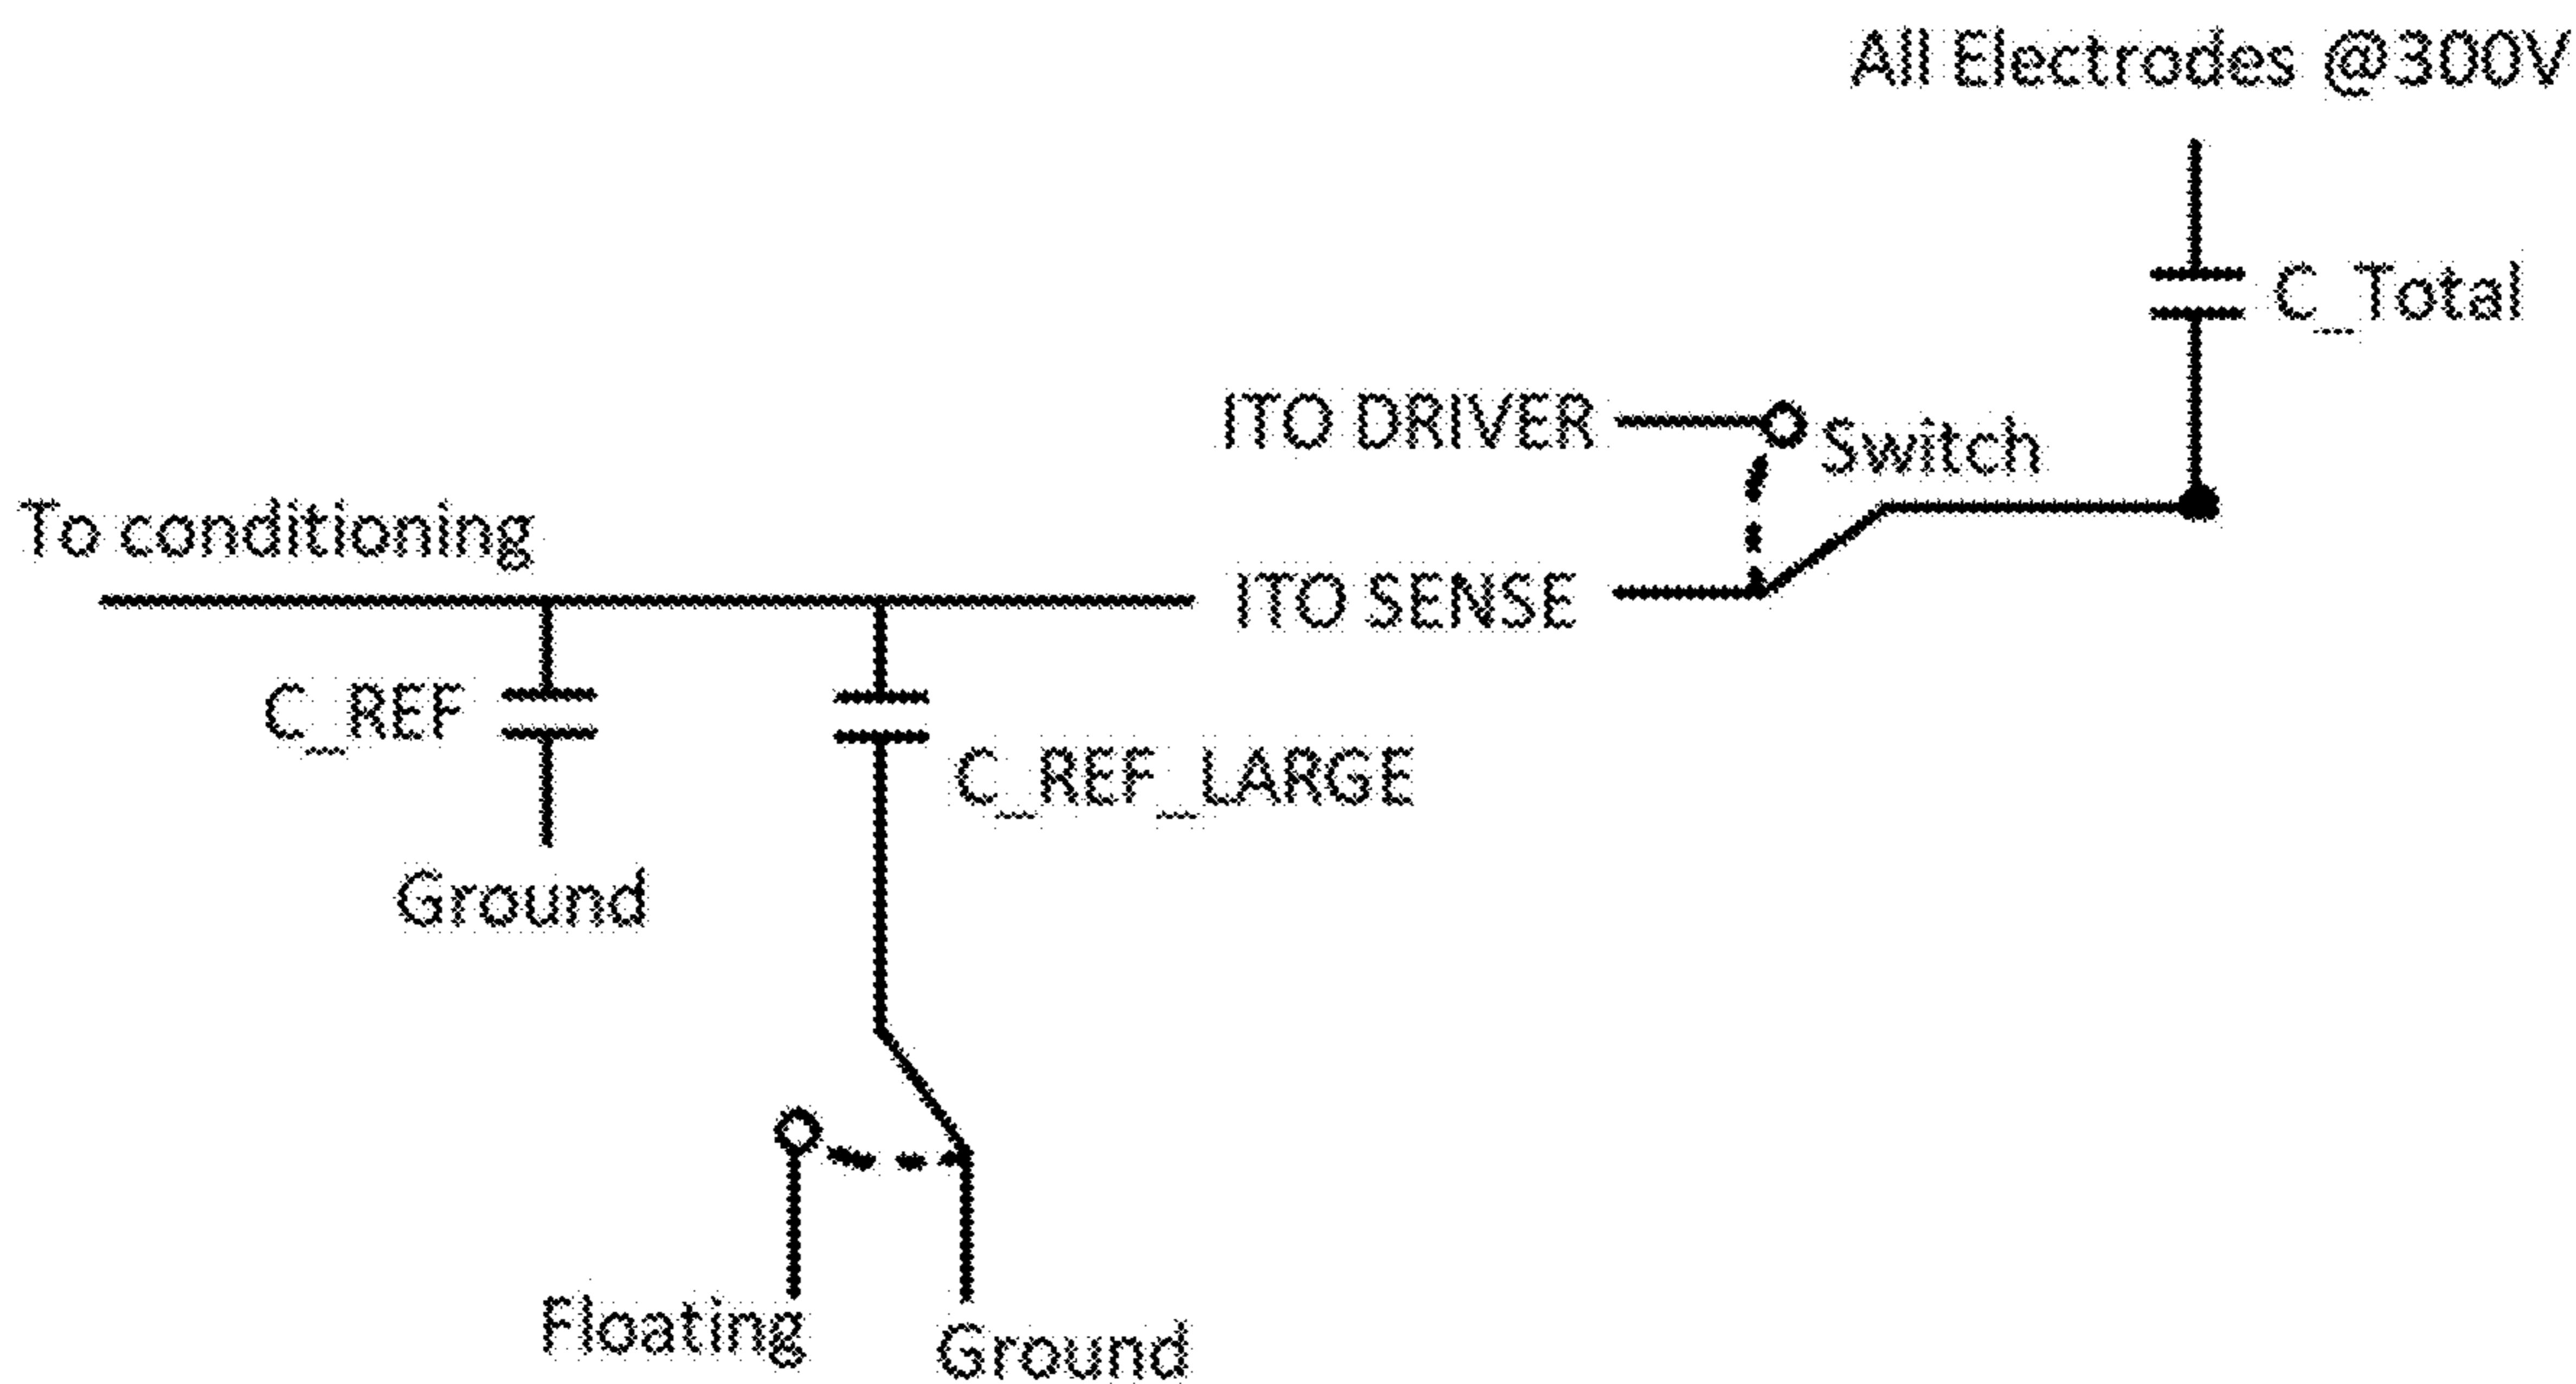 All Electrodes @300V
C_Total
ITO DRIVER
Switch
To conditioning
ITO SENSE
C_REF
C_REF_LARGE
Ground
Floating
Ground